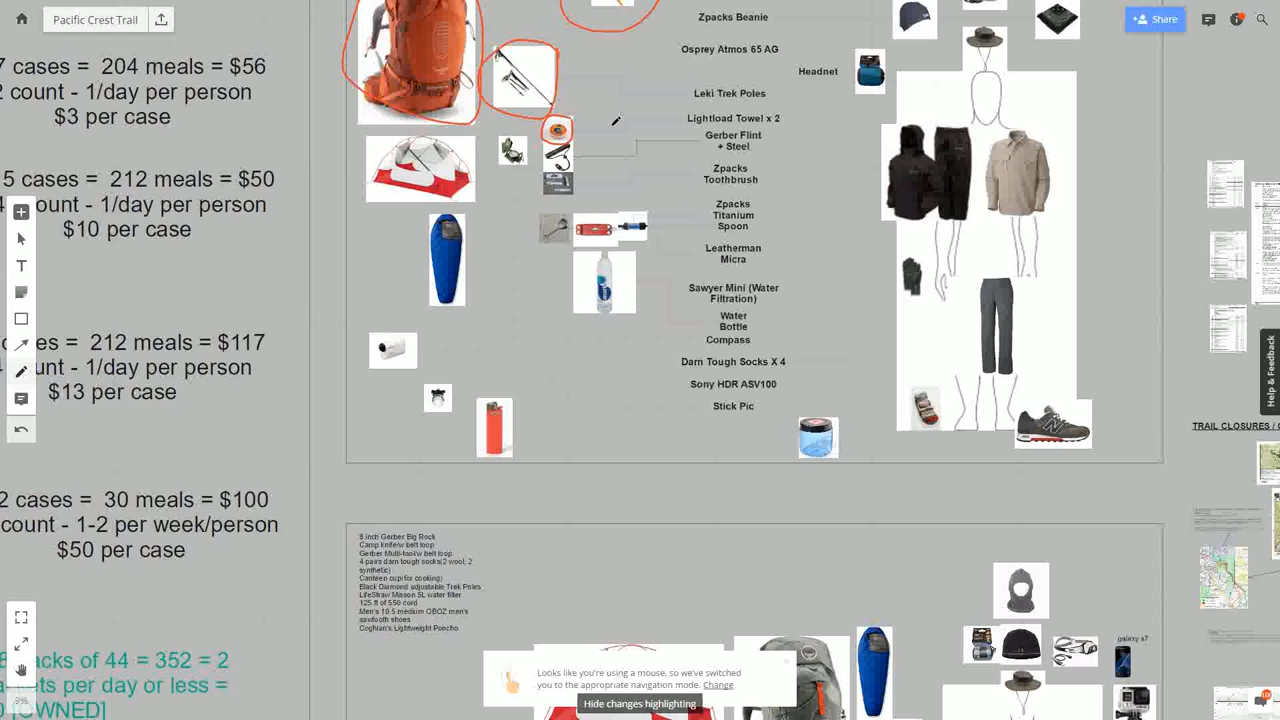 Pacific Crest Trail
Share
7 cases = 204 meals = $56
2 count - 1/day per person
$3 per case
5 cases = 212 meals = $50
4 count - 1/day per person
$10 per case
cases = 212 meals = $117
4 count - 1/day per person
$13 per case
2 cases = 30 meals = $100
count - 1-2 per week/person
$50 per case
packs of 44 = 352 = 2
per day or less =
[OWNED]
Zpacks Beanie
Osprey Atmos 65 AG
Headnet
Leki Trek Poles
Lightload Towel x 2
Gerber Flint
+ Steel
Zpacks
Toothbrush
Zpacks
Titanium
Spoon
Leatherman
Micra
Sawyer Mini (Water
Filtration)
Water
Bottle
Compass
Darn Tough Socks X 4
Sony HDR ASV100
Stick Pic
8 inch Gerber Big Rock
Camp knife/w belt loop
Gerber Multi-tool/w belt loop
4 pairs darn tough socks(2 wool, 2
synthetic)
Canteen cup(for cooking)
Black Diamond adjustable Trek Poles
LifeStraw Mission 5L water filter
125 ft of 550 cord
Men's 10.5 medium OBOZ men's
sawtooth shoes
Coghlan's Lightweight Poncho
galaxy s7
TRAIL CLOSURES /
Help & Feedback
Looks like you're using a mouse, so we've switched
you to the appropriate navigation mode. Change
Hide changes highlighting